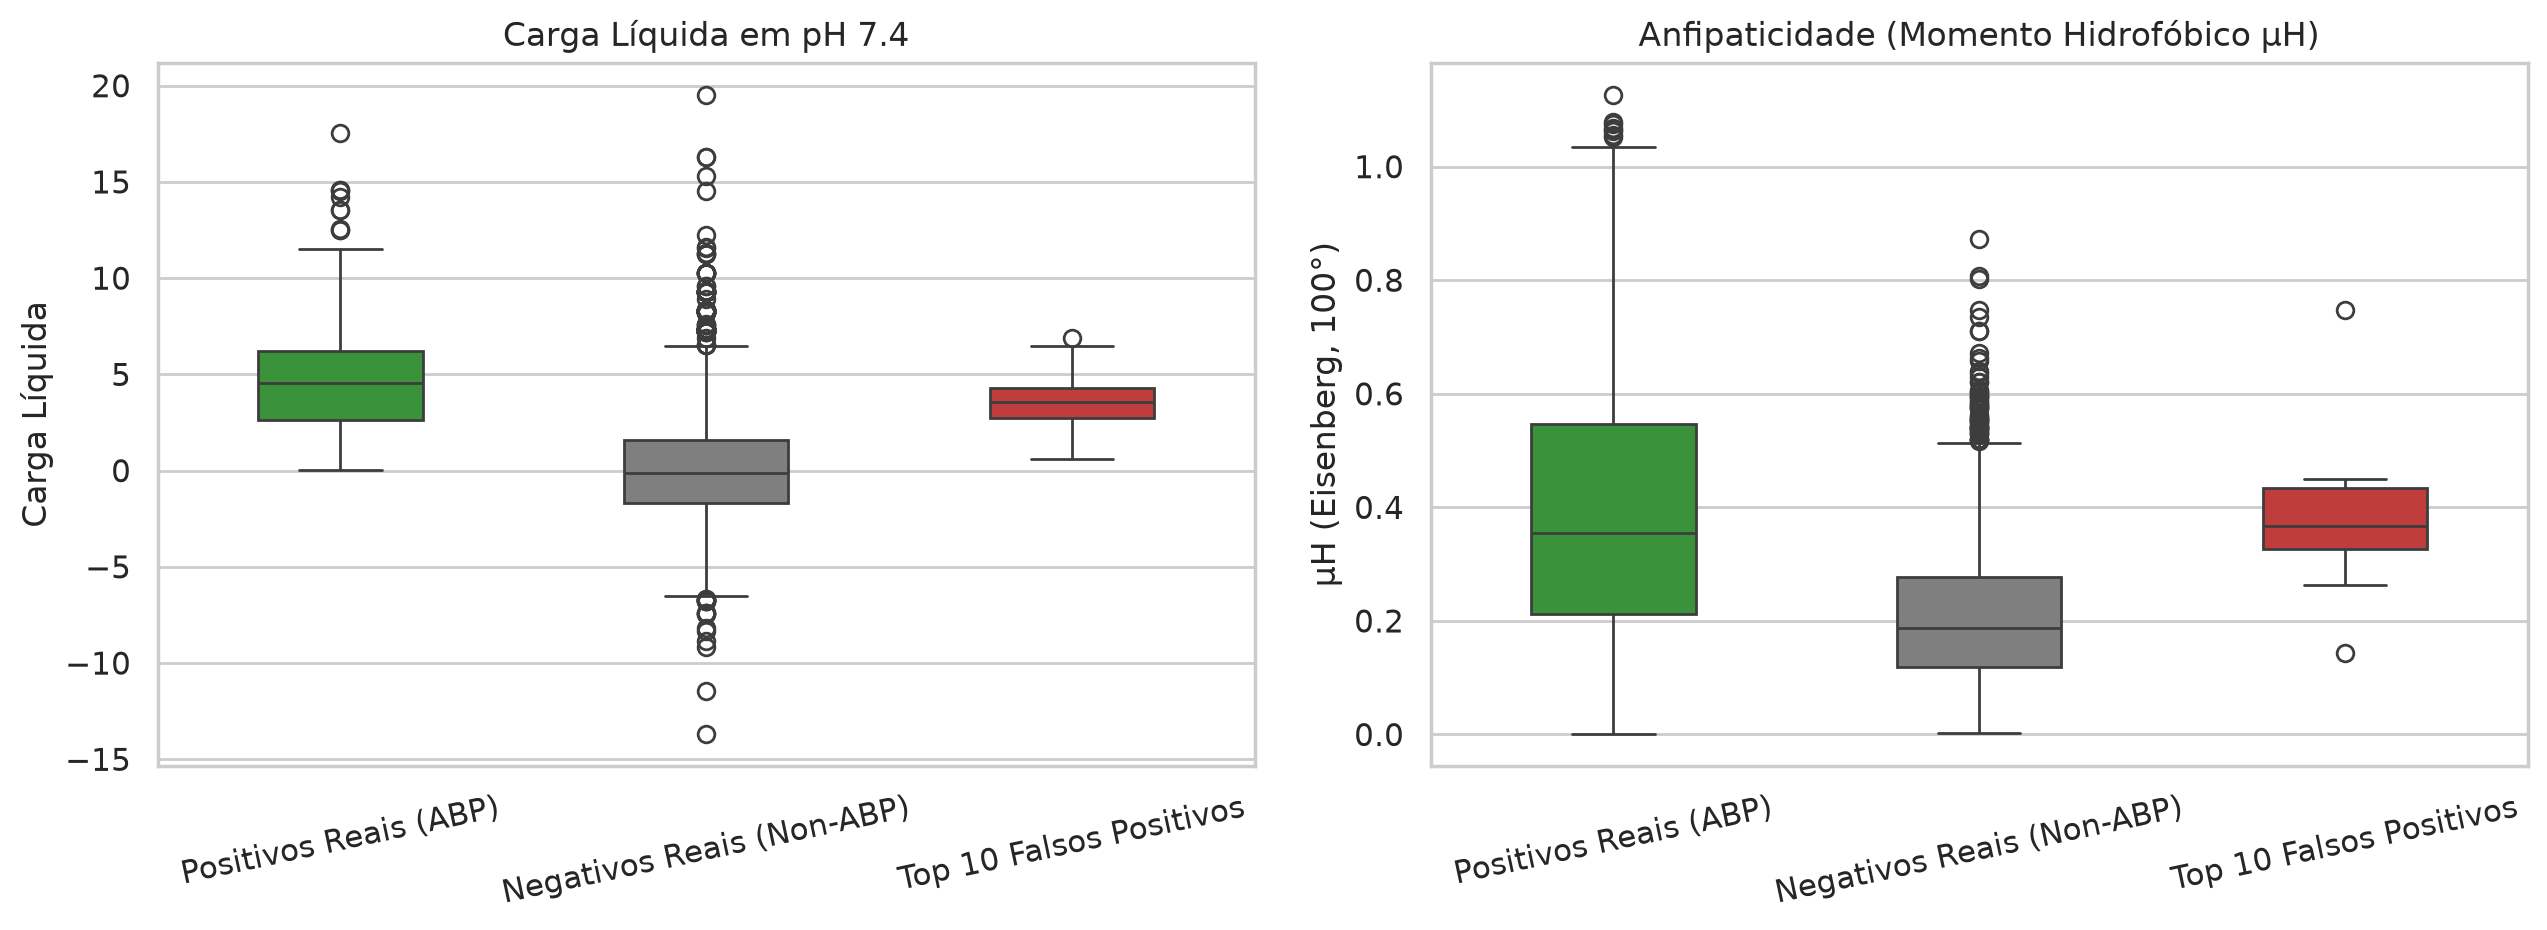 Carga Líquida em pH 7.4
Carga Líquida
20
15
10
5
0
−5
−10
−15
Positivos Reais (ABP)
Negativos Reais (Non-ABP)
Top 10 Falsos Positivos
Anfipaticidade (Momento Hidrofóbico μH)
μH (Eisenberg, 100°)
1.0
0.8
0.6
0.4
0.2
0.0
Positivos Reais (ABP)
Negativos Reais (Non-ABP)
Top 10 Falsos Positivos